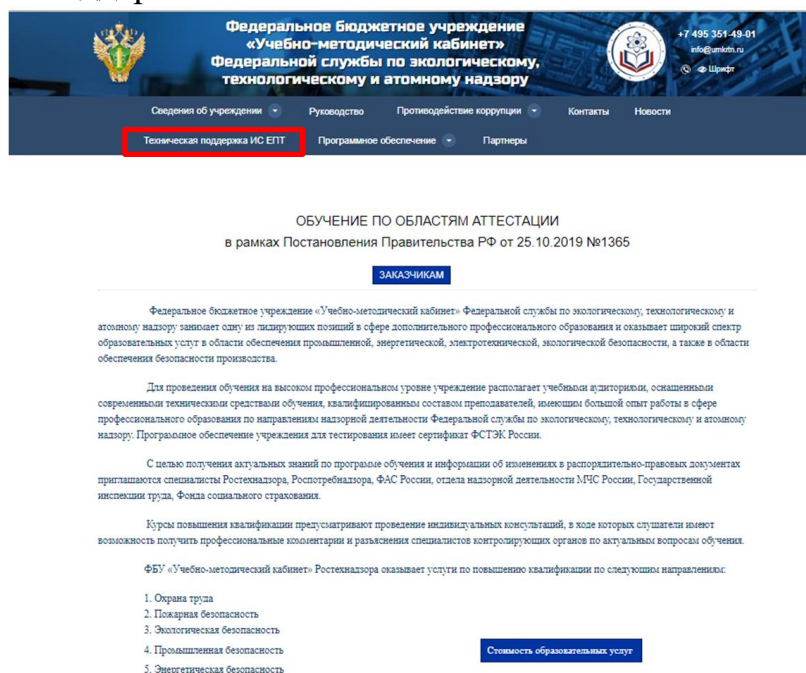 Федеральное бюджетное учреждение
«Учебно-методический кабинет»
Федеральной службы по экологическому,
технологическому и атомному надзору
+7 495 351-49-01
info@umkrtn.ru
Шрифт
Сведения об учреждении
Руководство
Противодействие коррупции
Контакты
Новости
Техническая поддержка ИС ЕПТ
Программное обеспечение
Партнеры
ОБУЧЕНИЕ ПО ОБЛАСТЯМ АТТЕСТАЦИИ
в рамках Постановления Правительства РФ от 25.10.2019 №1365
ЗАКАЗЧИКАМ
Федеральное бюджетное учреждение «Учебно-методический кабинет» Федеральной службы по экологическому, технологическому и
атомному надзору занимает одну из лидирующих позиций в сфере дополнительного профессионального образования и оказывает широкий спектр
образовательных услуг в области обеспечения промышленной, энергетической, электротехнической, экологической безопасности, а также в области
обеспечения безопасности производства.
Для проведения обучения на высоком профессиональном уровне учреждение располагает учебными аудиториями, оснащенными
современными техническими средствами обучения, квалифицированным составом преподавателей, имеющим большой опыт работы в сфере
профессионального образования по направлениям надзорной деятельности Федеральной службы по экологическому, технологическому и атомному
надзору. Программное обеспечение учреждения для тестирования имеет сертификат ФСТЭК России.
С целью получения актуальных знаний по программе обучения и информации об изменениях в распорядительно-правовых документах
приглашаются специалисты Ростехнадзора, Роспотребнадзора, ФАС России, отдела надзорной деятельности МЧС России, Государственной
инспекции труда, Фонда социального страхования.
Курсы повышения квалификации предусматривают проведение индивидуальных консультаций, в ходе которых слушатели имеют
возможность получить профессиональные комментарии и разъяснения специалистов контролирующих органов по актуальным вопросам обучения.
ФБУ «Учебно-методический кабинет» Ростехнадзора оказывает услуги по повышению квалификации по следующим направлениям:
1. Охрана труда
2. Пожарная безопасность
3. Экологическая безопасность
4. Промышленная безопасность
Стоимость образовательных услуг
5. Энергетическая безопасность